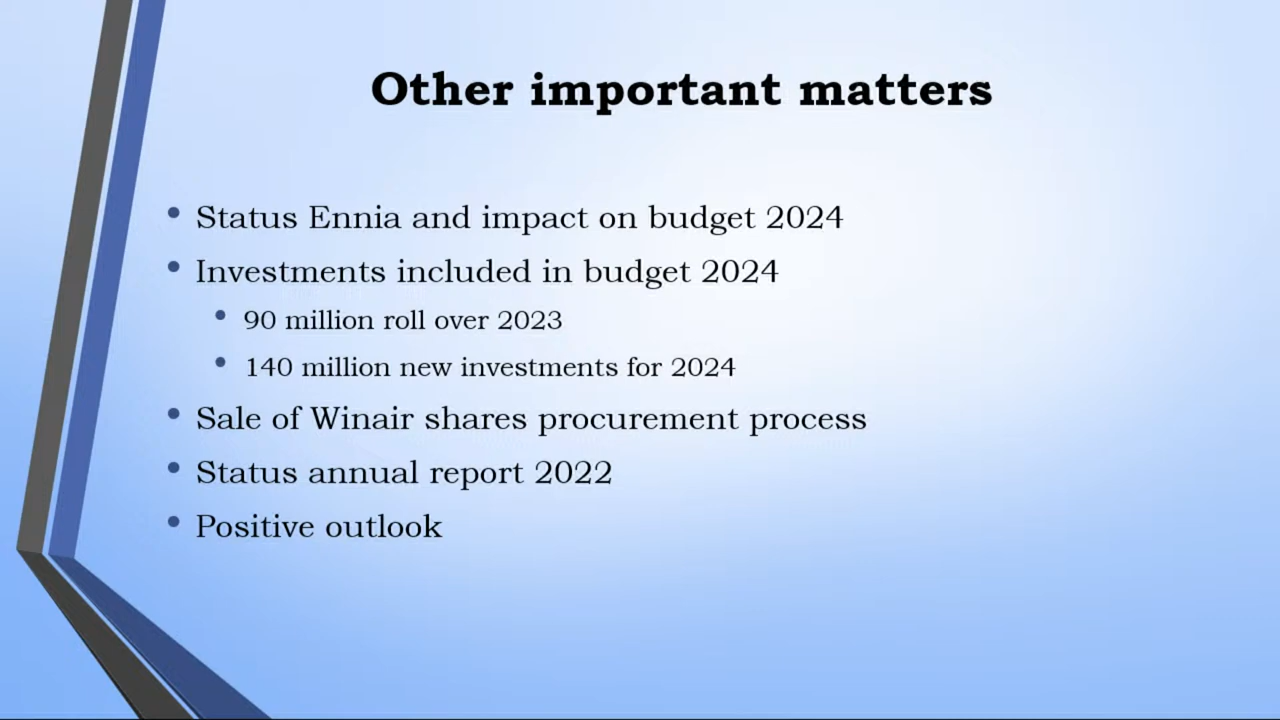 Other important matters
• Status Ennia and impact on budget 2024
• Investments included in budget 2024
• 90 million roll over 2023
• 140 million new investments for 2024
• Sale of Winair shares procurement process
• Status annual report 2022
• Positive outlook